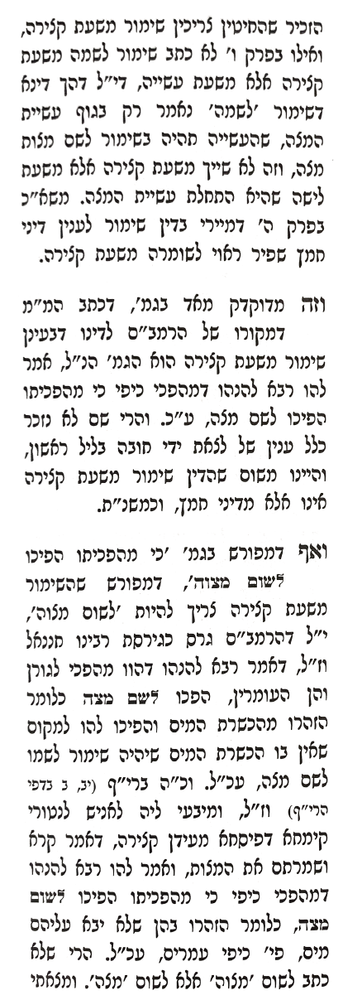 הזכיר שהחיטין צריכין שימור משעת קצירה,
ואילו בפרק ו' לא כתב שימור לשמה משעת
קצירה אלא משעת עשייה, די"ל דהך דינא
דשימור 'לשמה' נאמר רק בגוף עשיית
המצה, שהעשייה תהיה בשימור לשם מצות
מצה, וזה לא שייך משעת קצירה אלא משעת
לישה שהיא התחלת עשיית המצה. משא"כ
בפרק ה' דמיירי בדין שימור לענין דיני
חמץ שפיר ראוי לשומרה משעת קצירה.
וזה מדוקדק מאד בגמ', דכתב המ"מ
דמקורו של הרמב"ם לדינו דבעינן
שימור משעת קצירה הוא הגמ' הנ"ל, אמר
להו רבא להנהו דמהפכי כיפי כי מהפכיתו
הפיכו לשם מצה, ע"כ. והרי שם לא נזכר
כלל ענין של לצאת ידי חובה בליל ראשון,
והיינו משום שהדין שימור משעת קצירה
אינו אלא מדיני חמץ, וכמשנ"ת.
ואף דמפורש בגמ' 'כי מהפכיתו הפיכו
לשום מצוה', דמפורש שהשימור
משעת קצירה צריך להיות 'לשום מצוה',
י"ל דהרמב"ם גרס כגירסת רבינו חננאל
וז"ל, דאמר רבא להנהו דהוו מהפכי לגורן
והן העומרין, הפכו לשם מצה כלומר
הזהרו מהכשרת המים והפיכו להו למקום
שאין בו הכשרת המים שיהיה שימור לשמו
לשם מצה, עכ"ל. וכ"ה ברי"ף (יב, ב בדפי
הרי"ף) וז"ל, ומיבעי ליה לאניש לנטורי
קימחא דפיסחא מעידן קצירה, דאמר קרא
ושמרתם את המצות, ואמר להו רבא להנהו
דמהפכי כיפי כי מהפכיתו הפיכו לשום
מצה, כלומר הזהרו בהן שלא יבא עליהם
מים, פי' כיפי עמרים, עכ"ל. הרי שלא
כתב לשום 'מצוה' אלא לשום 'מצה'. ומצאתי